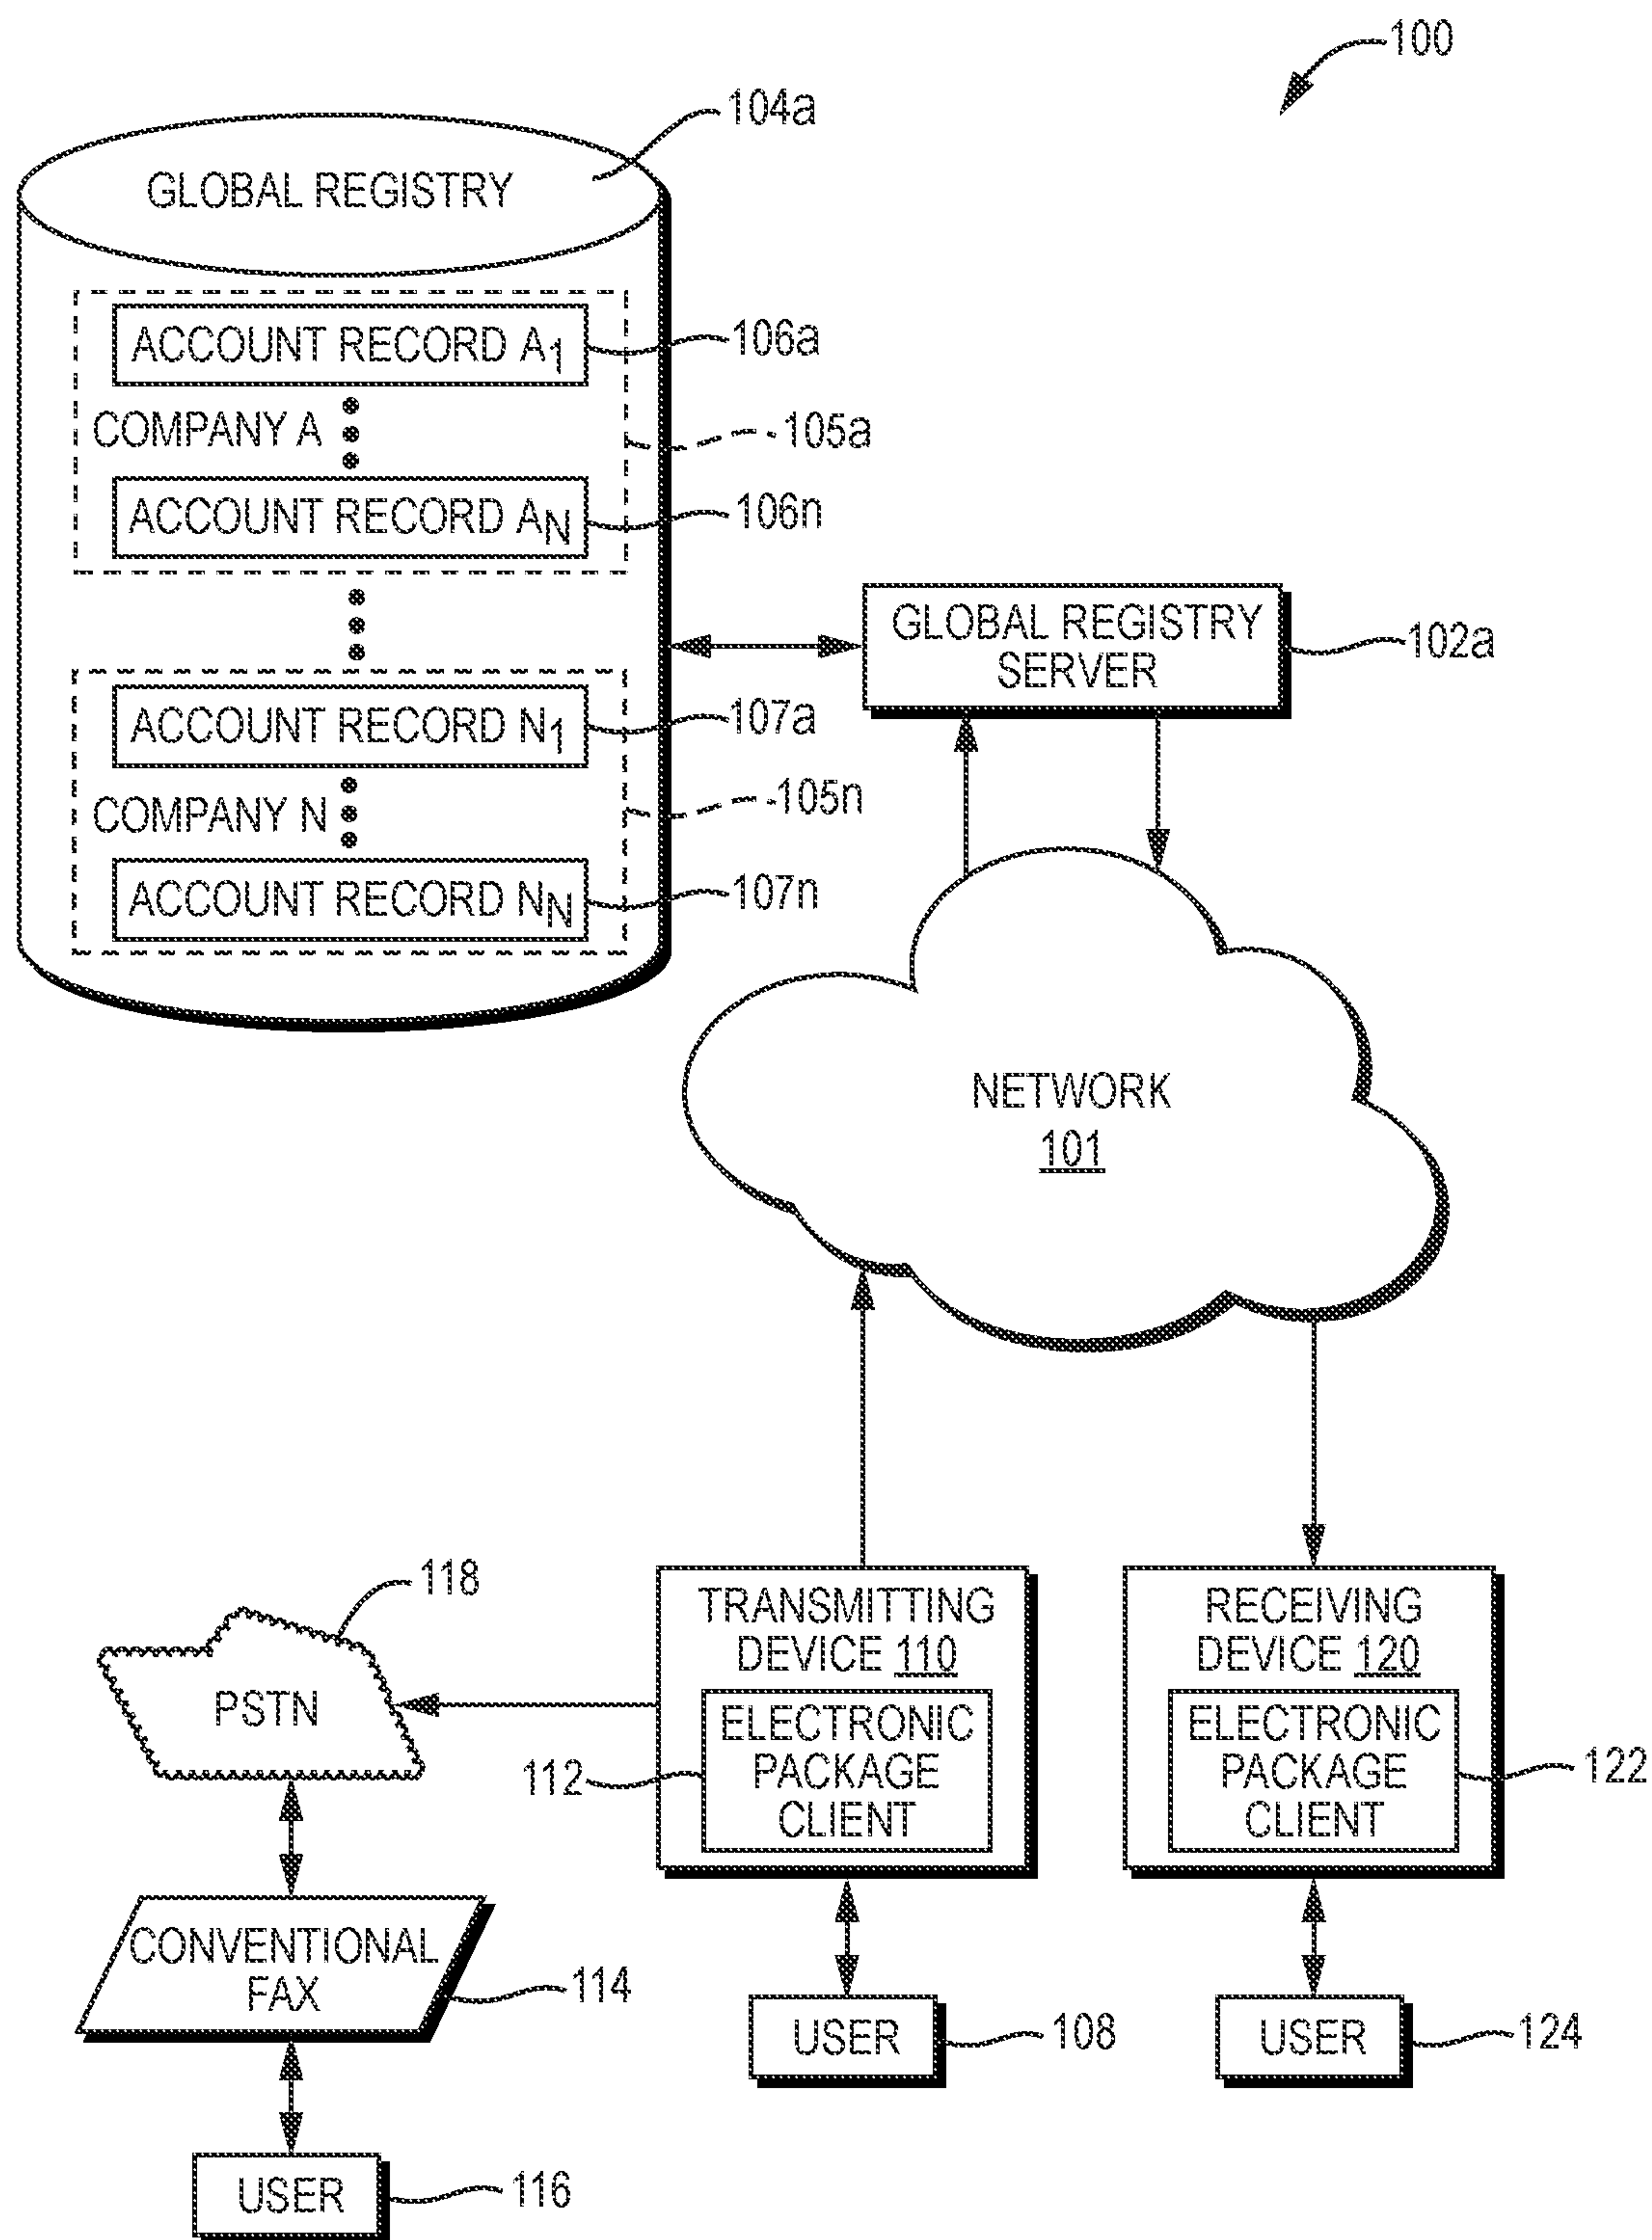 100
104a
GLOBAL REGISTRY
ACCOUNT RECORD A1
106a
COMPANY A
105a
ACCOUNT RECORD AN
106n
GLOBAL REGISTRY
SERVER
102a
ACCOUNT RECORD N1
107a
COMPANY N
105n
ACCOUNT RECORD NN
107n
NETWORK
101
118
PSTN
TRANSMITTING
DEVICE 110
ELECTRONIC
PACKAGE
CLIENT
112
RECEIVING
DEVICE 120
ELECTRONIC
PACKAGE
CLIENT
122
CONVENTIONAL
FAX
114
USER
108
USER
124
USER
116